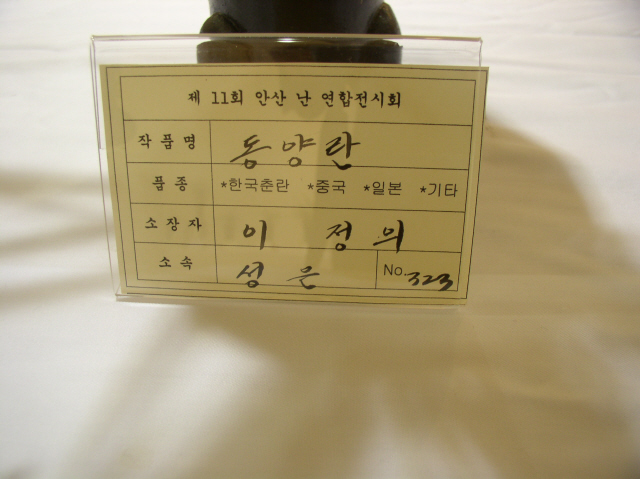 제 11회 안산 난 연합전시회
작품명 동양란
품종 *한국춘란 *중국 *일본 *기타
소장자 이 정 의
소속 성은 No. 323